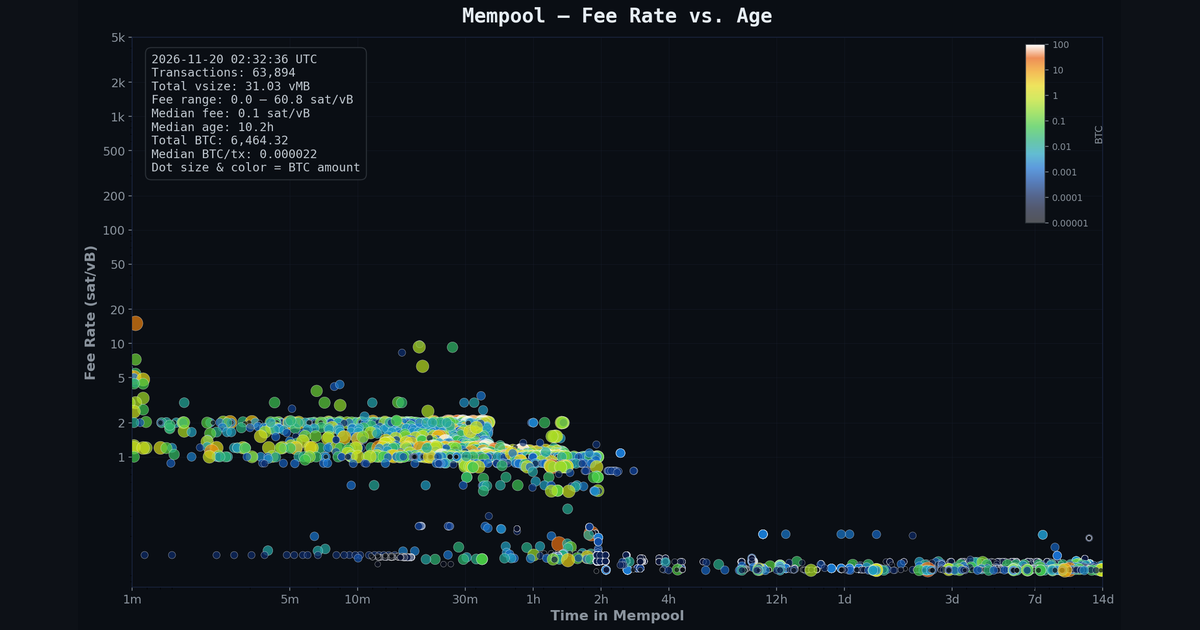 Mempool — Fee Rate vs. Age
2026-11-20 02:32:36 UTC
Transactions: 63,894
Total vsize: 31.03 vMB
Fee range: 0.0 — 60.8 sat/vB
Median fee: 0.1 sat/vB
Median age: 10.2h
Total BTC: 6,464.32
Median BTC/tx: 0.000022
Dot size & color = BTC amount
5k
2k
1k
500
200
100
50
20
10
5
2
1
Fee Rate (sat/vB)
100
10
1
0.1
0.01
0.001
0.0001
0.00001
BTC
1m 5m 10m 30m 1h 2h 4h 12h 1d 3d 7d 14d
Time in Mempool